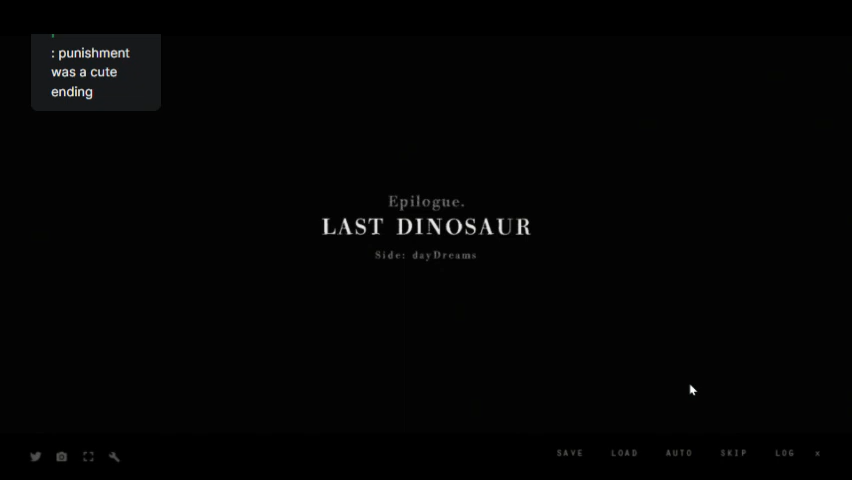 : punishment
was a cute
ending
Epilogue.
LAST DINOSAUR
Side: dayDreams
SAVE LOAD AUTO SKIP LOG ×